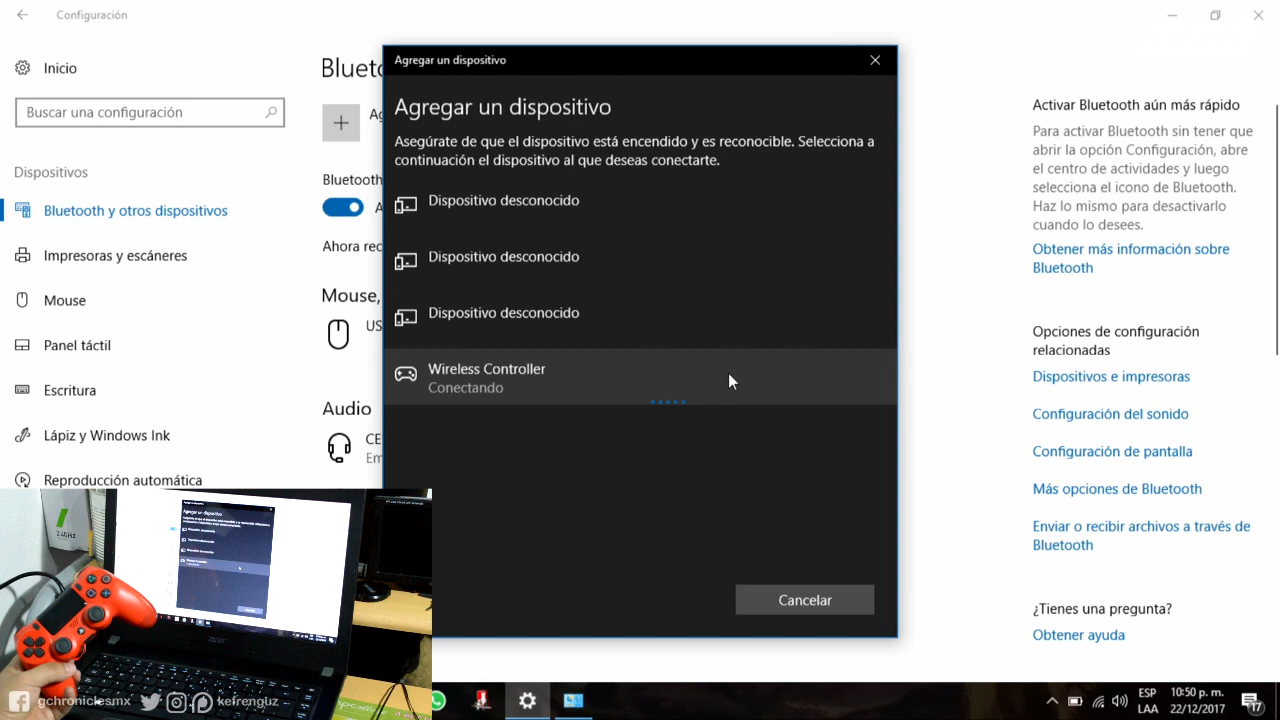 Configuración
Inicio
Buscar una configuración
Dispositivos
Bluetooth y otros dispositivos
Impresoras y escáneres
Mouse
Panel táctil
Escritura
Lápiz y Windows Ink
Reproducción automática
Bluet
Ag
Bluetooth
A
Ahora rec
Mouse,
US
Audio
CE
Em
Agregar un dispositivo
Agregar un dispositivo
Asegúrate de que el dispositivo está encendido y es reconocible. Selecciona a
continuación el dispositivo al que deseas conectarte.
Dispositivo desconocido
Dispositivo desconocido
Dispositivo desconocido
Wireless Controller
Conectando
Cancelar
Activar Bluetooth aún más rápido
Para activar Bluetooth sin tener que
abrir la opción Configuración, abre
el centro de actividades y luego
selecciona el icono de Bluetooth.
Haz lo mismo para desactivarlo
cuando lo desees.
Obtener más información sobre
Bluetooth
Opciones de configuración
relacionadas
Dispositivos e impresoras
Configuración del sonido
Configuración de pantalla
Más opciones de Bluetooth
Enviar o recibir archivos a través de
Bluetooth
¿Tienes una pregunta?
Obtener ayuda
Agregar un dispositivo
acer
gchroniclesmx
kefrenguz
ESP
LAA
10:50 p. m.
22/12/2017
17